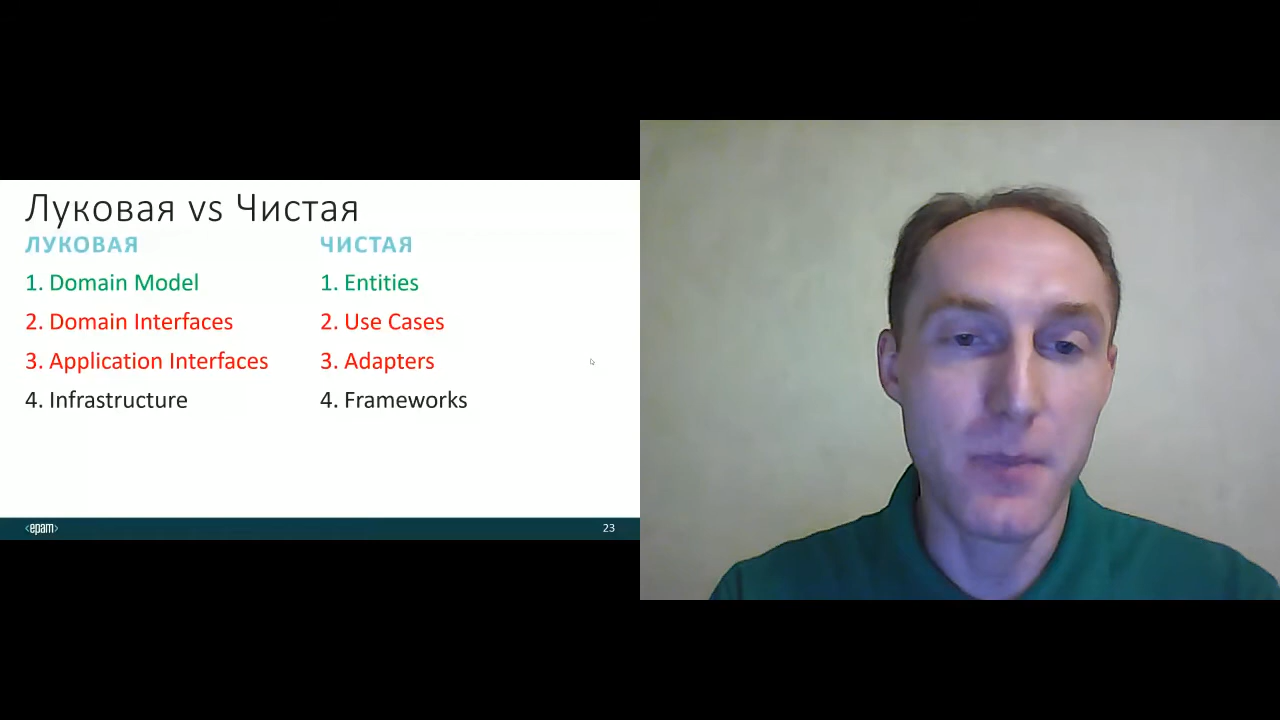 Луковая vs Чистая
ЛУКОВАЯ
1. Domain Model
2. Domain Interfaces
3. Application Interfaces
4. Infrastructure
ЧИСТАЯ
1. Entities
2. Use Cases
3. Adapters
4. Frameworks
<epam>
23